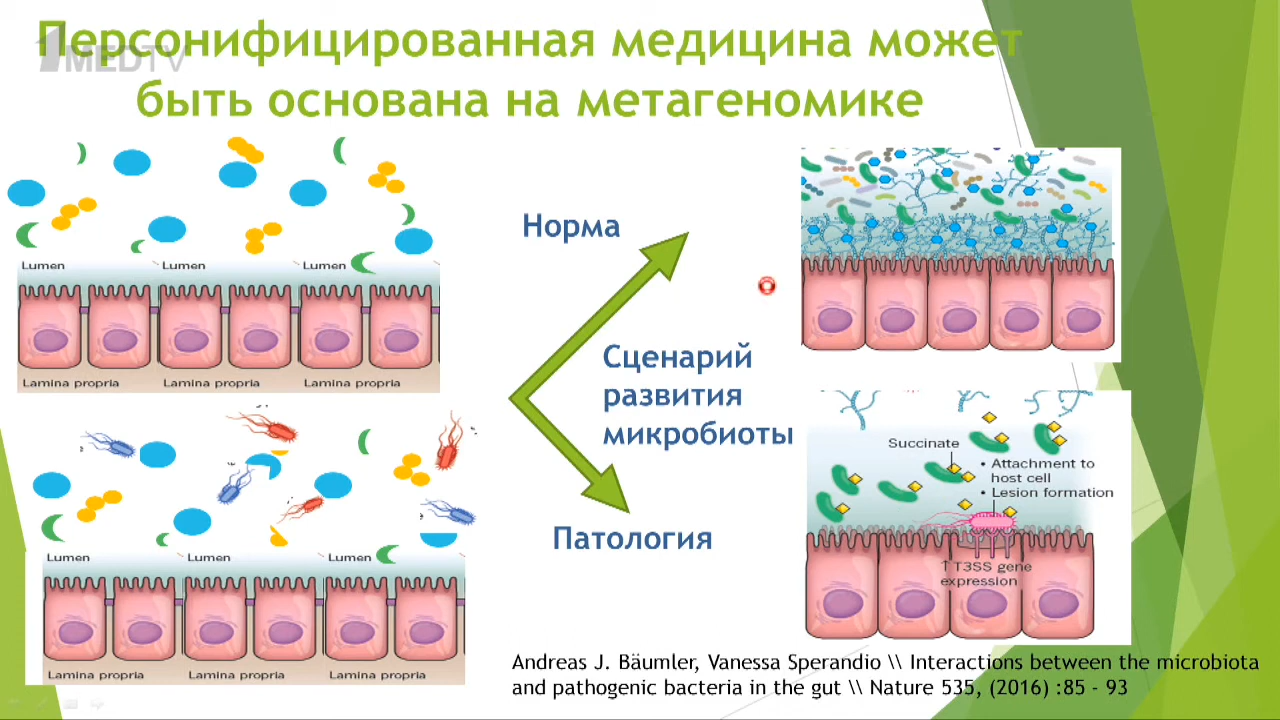 Персонифицированная медицина может
быть основана на метагеномике
1MEDTV
Норма
Lumen Lumen Lumen
Lamina propria Lamina propria Lamina propria
Сценарий
развития
микробиоты
Succinate
• Attachment to
host cell
• Lesion formation
Патология
Lumen Lumen Lumen
↑T3SS gene
expression
Lamina propria Lamina propria Lamina propria
Andreas J. Bäumler, Vanessa Sperandio \\ Interactions between the microbiota
and pathogenic bacteria in the gut \\ Nature 535, (2016) :85 - 93